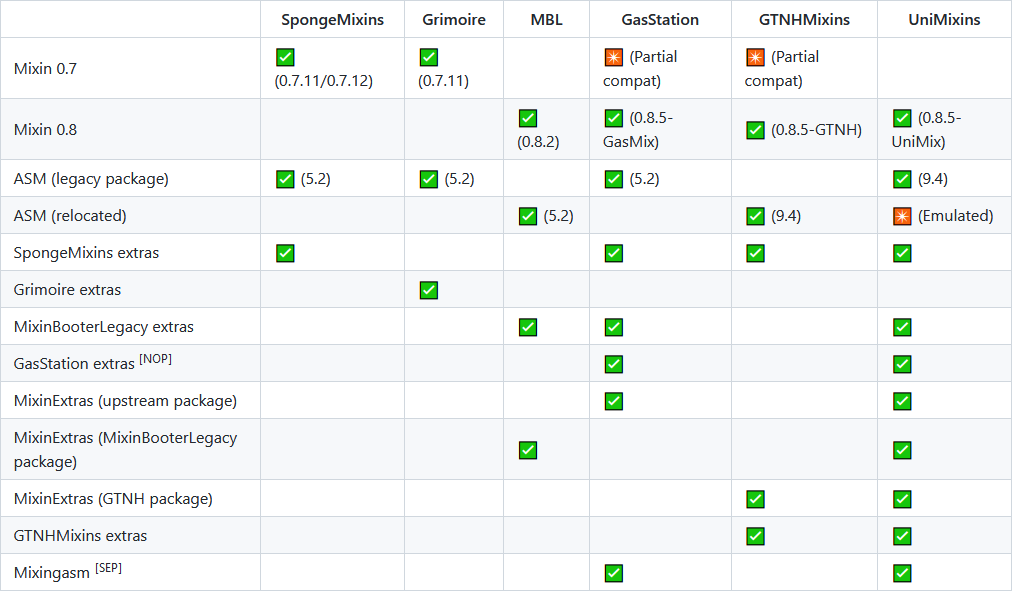 SpongeMixins Grimoire MBL GasStation GTNHMixins UniMixins
Mixin 0.7 ✅ (0.7.11/0.7.12) ✅ (0.7.11) (Partial compat) (Partial compat)
Mixin 0.8 ✅ (0.8.2) ✅ (0.8.5-GasMix) ✅ (0.8.5-GTNH) ✅ (0.8.5-UniMix)
ASM (legacy package) ✅ (5.2) ✅ (5.2) ✅ (5.2) ✅ (9.4)
ASM (relocated) ✅ (5.2) ✅ (9.4) (Emulated)
SpongeMixins extras ✅ ✅ ✅ ✅
Grimoire extras ✅
MixinBooterLegacy extras ✅ ✅ ✅
GasStation extras [NOP] ✅ ✅
MixinExtras (upstream package) ✅ ✅
MixinExtras (MixinBooterLegacy package) ✅ ✅
MixinExtras (GTNH package) ✅ ✅
GTNHMixins extras ✅ ✅
Mixingasm [SEP] ✅ ✅